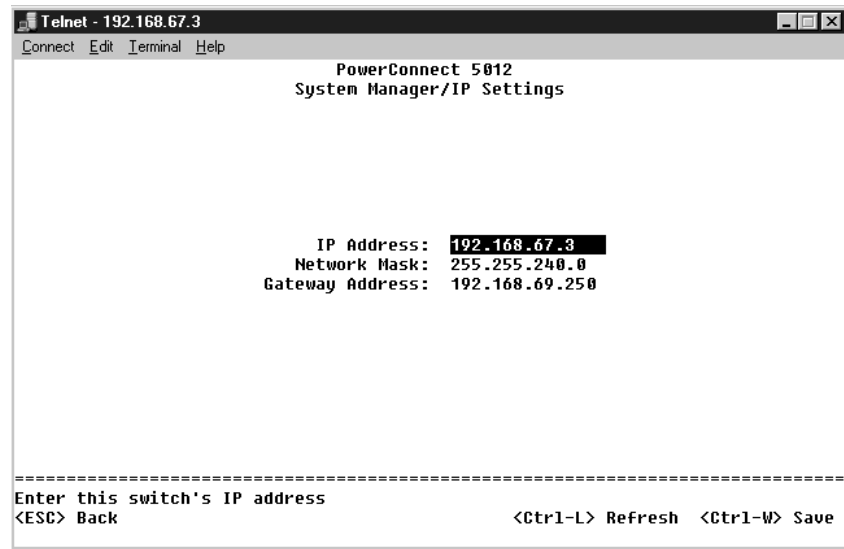 Telnet - 192.168.67.3
Connect Edit Terminal Help
PowerConnect 5012
System Manager/IP Settings
IP Address: 192.168.67.3
Network Mask: 255.255.240.0
Gateway Address: 192.168.69.250
================================================================================
Enter this switch's IP address
<ESC> Back <Ctrl-L> Refresh <Ctrl-W> Save